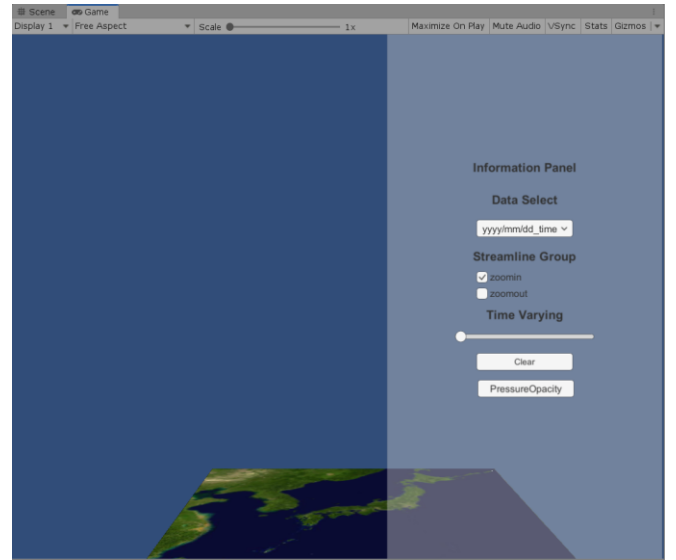 Scene Game
Display 1 Free Aspect Scale 1x Maximize On Play Mute Audio VSync Stats Gizmos
Information Panel
Data Select
yyyy/mm/dd_time
Streamline Group
zoomin
zoomout
Time Varying
Clear
PressureOpacity